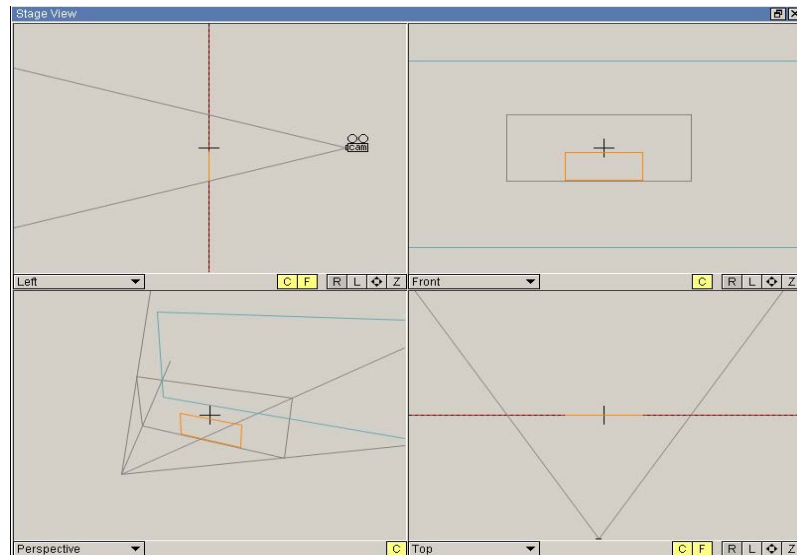 Stage View
Cam
Left C F R L Z
Front C R L Z
Perspective C
Top C F R L Z